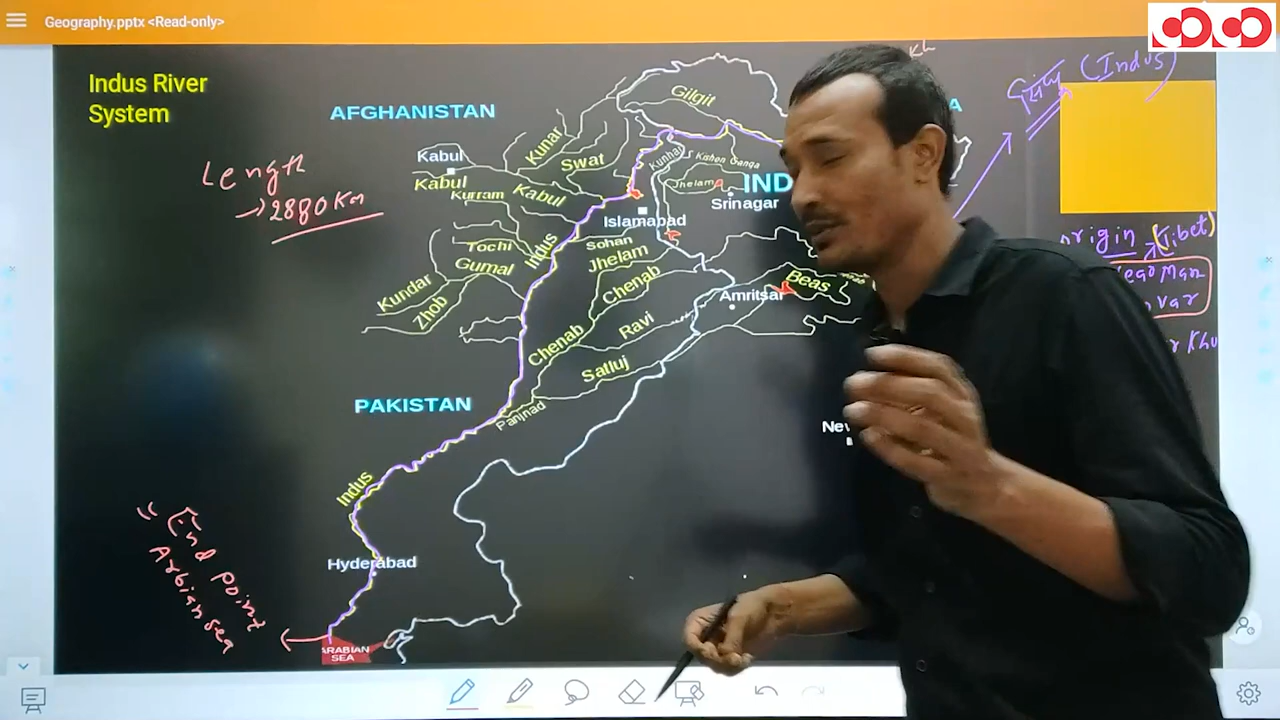 Geography.pptx <Read-only>
Indus River
System
AFGHANISTAN
Length
→ 2880 Km
Kabul
Kabul
Kurram
Kabul
Kunar
Swat
Gilgit
Kunhar
Kishen Ganga
Jhelam
IND
Srinagar
Islamabad
Sohan
Jhelam
Indus
Tochi
Gumal
Kundar
Zhob
Chenab
Chenab
Ravi
Satluj
Beas
Amritsar
Panjnad
PAKISTAN
Indus
Hyderabad
ARABIAN
SEA
End point
Arbian sea
New
A
(Indus)
origin (Tibet)